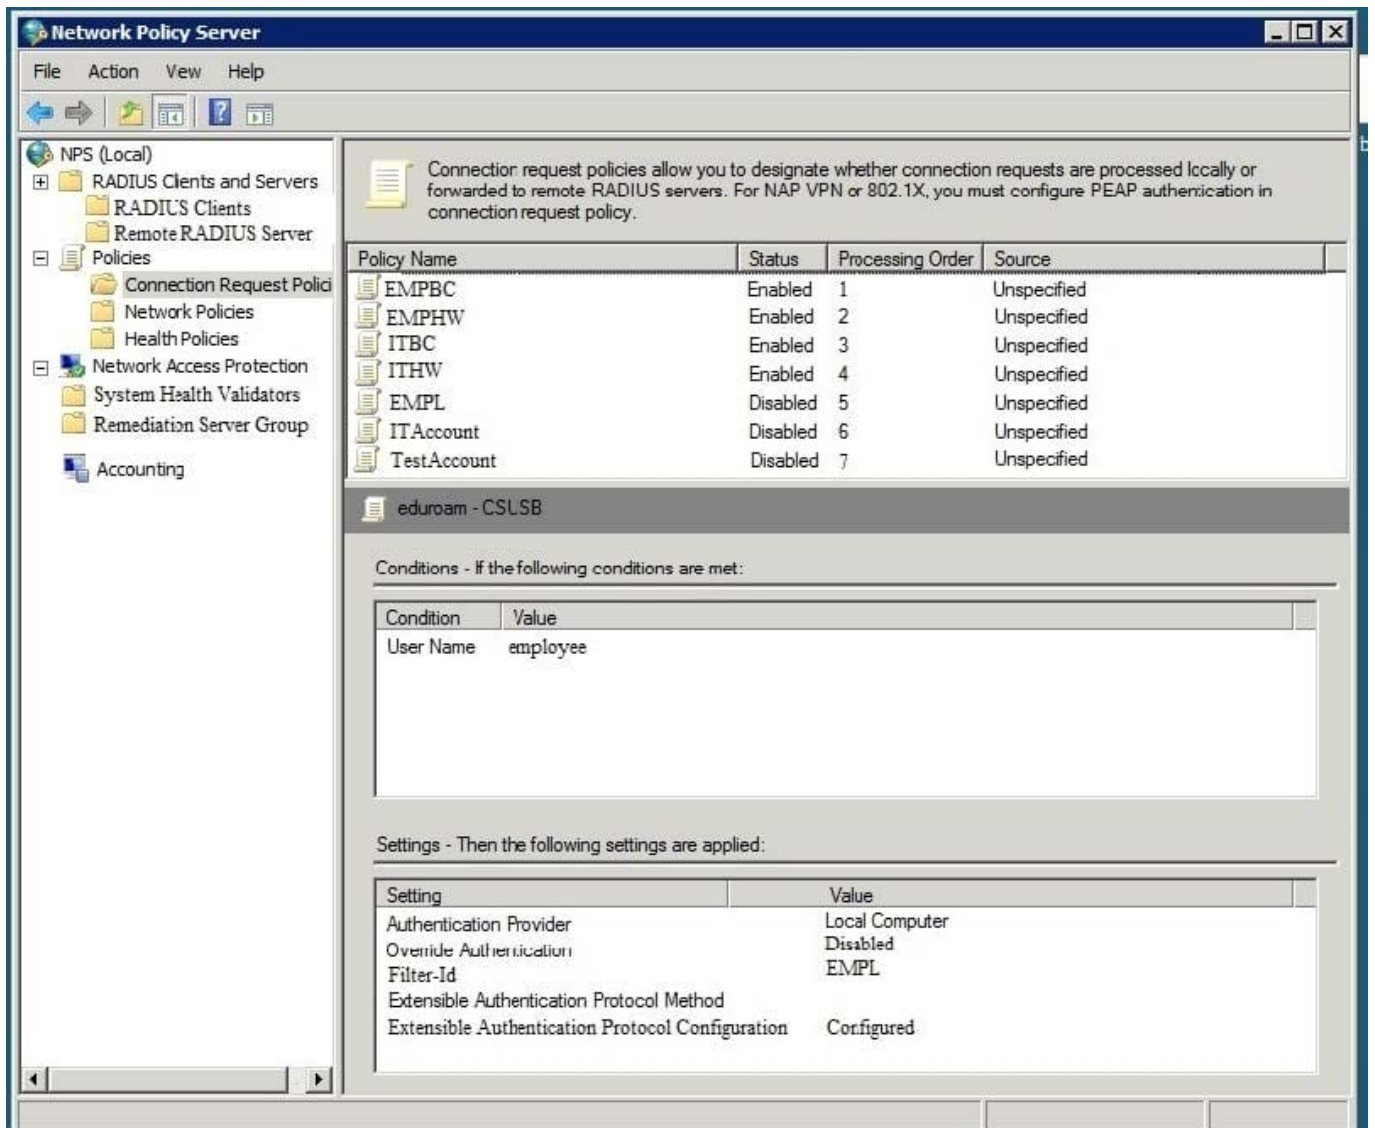 Network Policy Server
File Action Vew Help
NPS (Local)
RADIUS Clients and Servers
RADIUS Clients
Remote RADIUS Server
Policies
Connection Request Polici
Network Policies
Health Policies
Network Access Protection
System Health Validators
Remediation Server Group
Accounting
Connection request policies allow you to designate whether connection requests are processed locally or
forwarded to remote RADIUS servers. For NAP VPN or 802.1X, you must configure PEAP authentication in
connection request policy.
Policy Name Status Processing Order Source
EMPBC Enabled 1 Unspecified
EMPHW Enabled 2 Unspecified
ITBC Enabled 3 Unspecified
ITHW Enabled 4 Unspecified
EMPL Disabled 5 Unspecified
ITAccount Disabled 6 Unspecified
TestAccount Disabled 7 Unspecified
eduroam - CSUSB
Conditions - If the following conditions are met:
Condition Value
User Name employee
Settings - Then the following settings are applied:
Setting Value
Authentication Provider Local Computer
Override Authentication Disabled
Filter-Id EMPL
Extensible Authentication Protocol Method
Extensible Authentication Protocol Configuration Configured